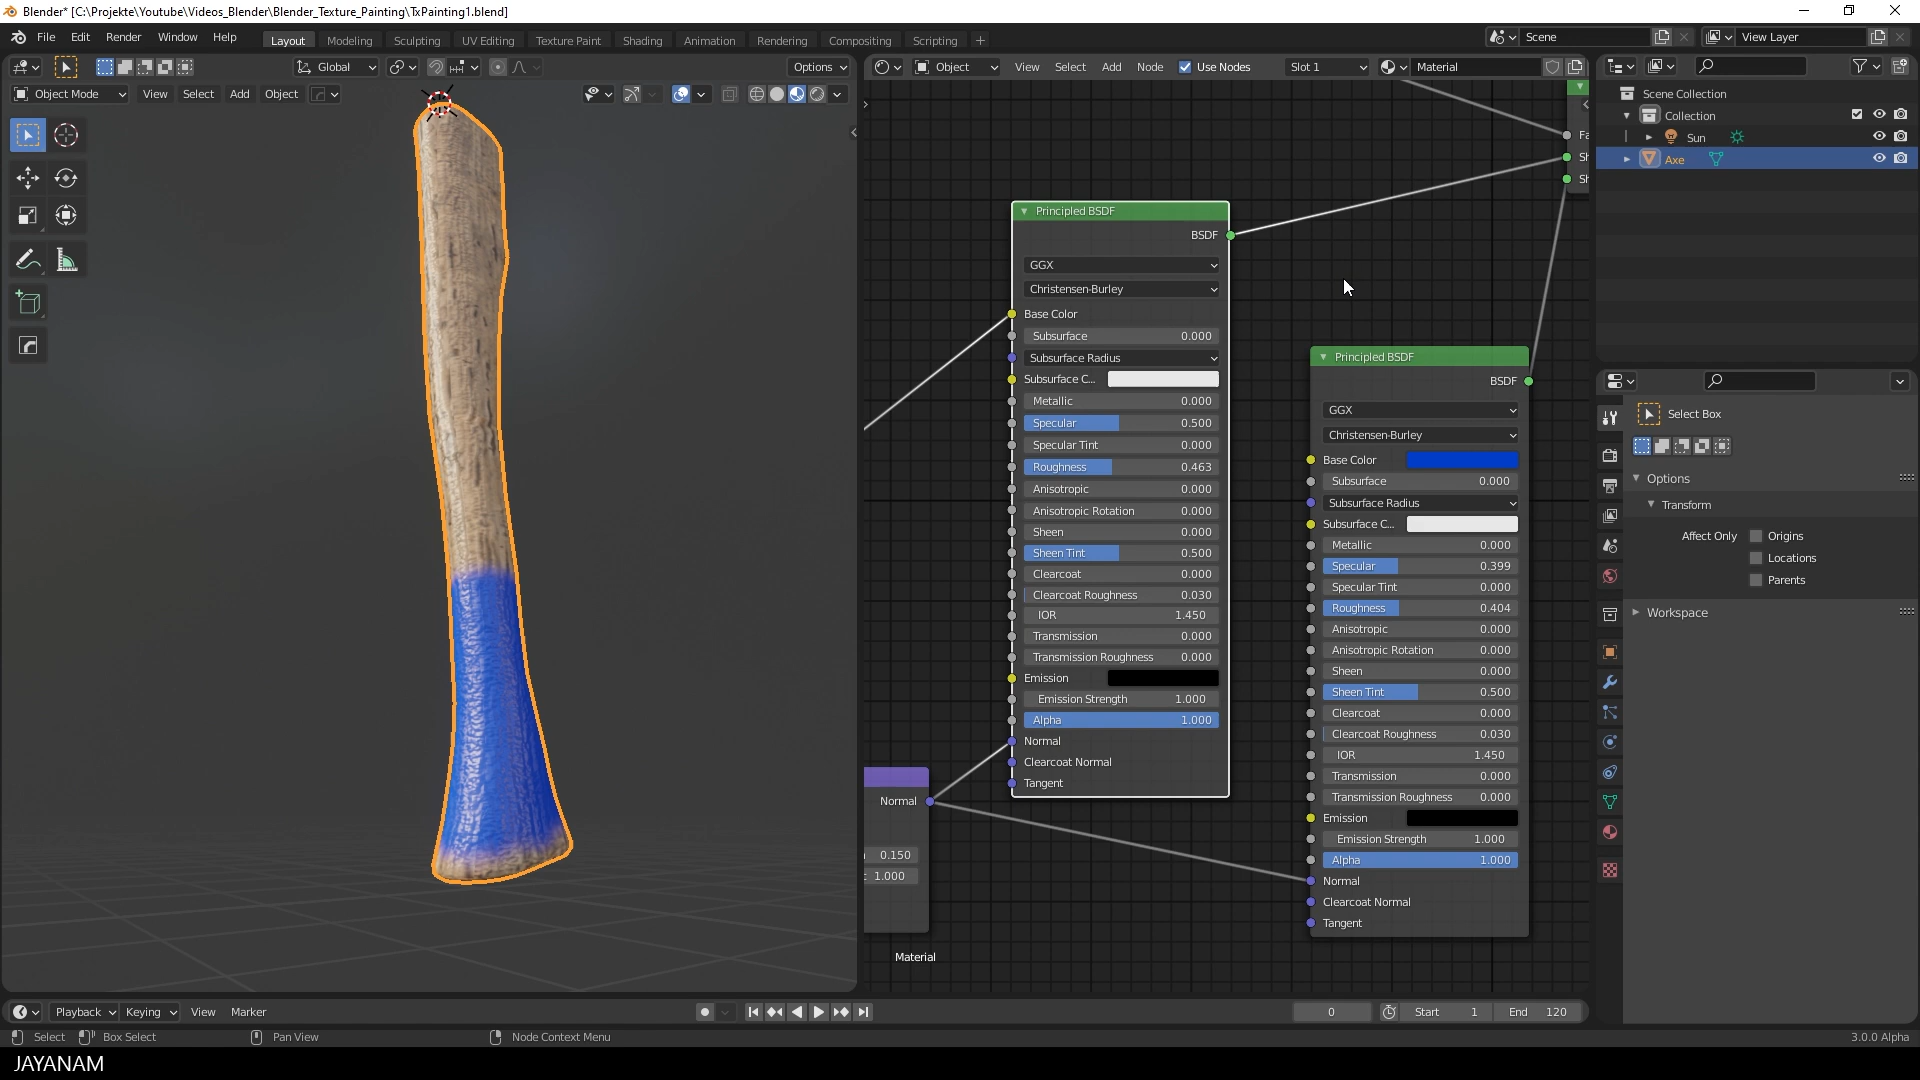 Blender* [C:\Projekte\Youtube\Videos_Blender\Blender_Texture_Painting\TxPainting1.blend]
File Edit Render Window Help Layout Modeling Sculpting UV Editing Texture Paint Shading Animation Rendering Compositing Scripting + Scene View Layer
Global Options
Object Mode View Select Add Object
Object View Select Add Node Use Nodes Slot 1 Material
Principled BSDF
BSDF
GGX
Christensen-Burley
Base Color
Subsurface 0.000
Subsurface Radius
Subsurface C...
Metallic 0.000
Specular 0.500
Specular Tint 0.000
Roughness 0.463
Anisotropic 0.000
Anisotropic Rotation 0.000
Sheen 0.000
Sheen Tint 0.500
Clearcoat 0.000
Clearcoat Roughness 0.030
IOR 1.450
Transmission 0.000
Transmission Roughness 0.000
Emission
Emission Strength 1.000
Alpha 1.000
Normal
Clearcoat Normal
Tangent
Normal
0.150
1.000
Material
Fa
Sh
Sh
Principled BSDF
BSDF
GGX
Christensen-Burley
Base Color
Subsurface 0.000
Subsurface Radius
Subsurface C...
Metallic 0.000
Specular 0.399
Specular Tint 0.000
Roughness 0.404
Anisotropic 0.000
Anisotropic Rotation 0.000
Sheen 0.000
Sheen Tint 0.500
Clearcoat 0.000
Clearcoat Roughness 0.030
IOR 1.450
Transmission 0.000
Transmission Roughness 0.000
Emission
Emission Strength 1.000
Alpha 1.000
Normal
Clearcoat Normal
Tangent
Scene Collection
Collection
Sun
Axe
Select Box
Options
Transform
Affect Only Origins
Locations
Parents
Workspace
Playback Keying View Marker 0 Start 1 End 120
Select Box Select Pan View Node Context Menu 3.0.0 Alpha
JAYANAM